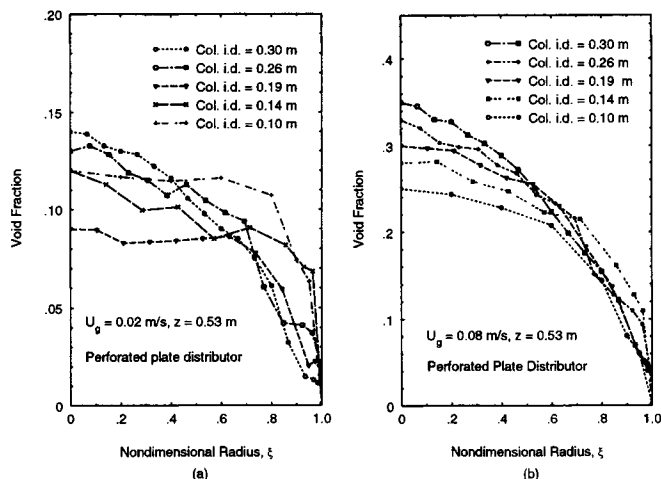 .20
.15
.10
.05
0
Void Fraction
Col. i.d. = 0.30 m
Col. i.d. = 0.26 m
Col. i.d. = 0.19 m
Col. i.d. = 0.14 m
Col. i.d. = 0.10 m
U_g = 0.02 m/s, z = 0.53 m
Perforated plate distributor
0 .2 .4 .6 .8 1.0
Nondimensional Radius, ξ
(a)
.4
.3
.2
.1
0
Void Fraction
Col. i.d. = 0.30 m
Col. i.d. = 0.26 m
Col. i.d. = 0.19 m
Col. i.d. = 0.14 m
Col. i.d. = 0.10 m
U_g = 0.08 m/s, z = 0.53 m
Perforated Plate Distributor
0 .2 .4 .6 .8 1.0
Nondimensional Radius, ξ
(b)